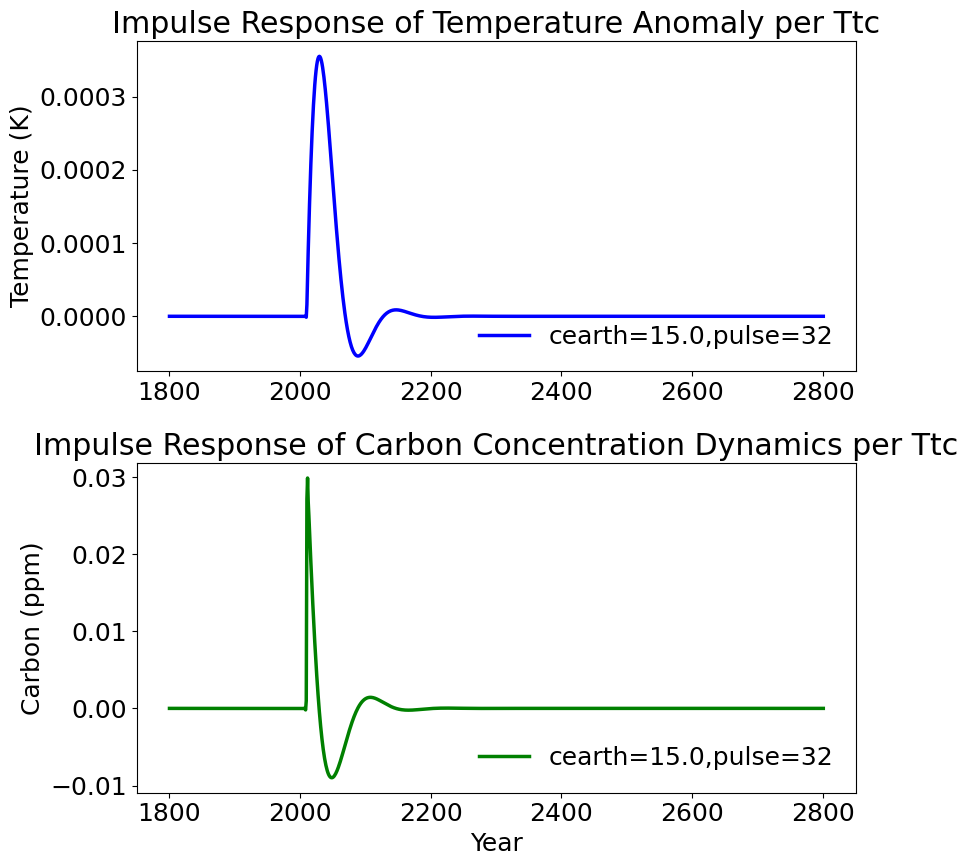 Impulse Response of Temperature Anomaly per Ttc
Temperature (K)
0.0003
0.0002
0.0001
0.0000
cearth=15.0,pulse=32
1800 2000 2200 2400 2600 2800
Impulse Response of Carbon Concentration Dynamics per Ttc
Carbon (ppm)
0.03
0.02
0.01
0.00
−0.01
cearth=15.0,pulse=32
1800 2000 2200 2400 2600 2800
Year